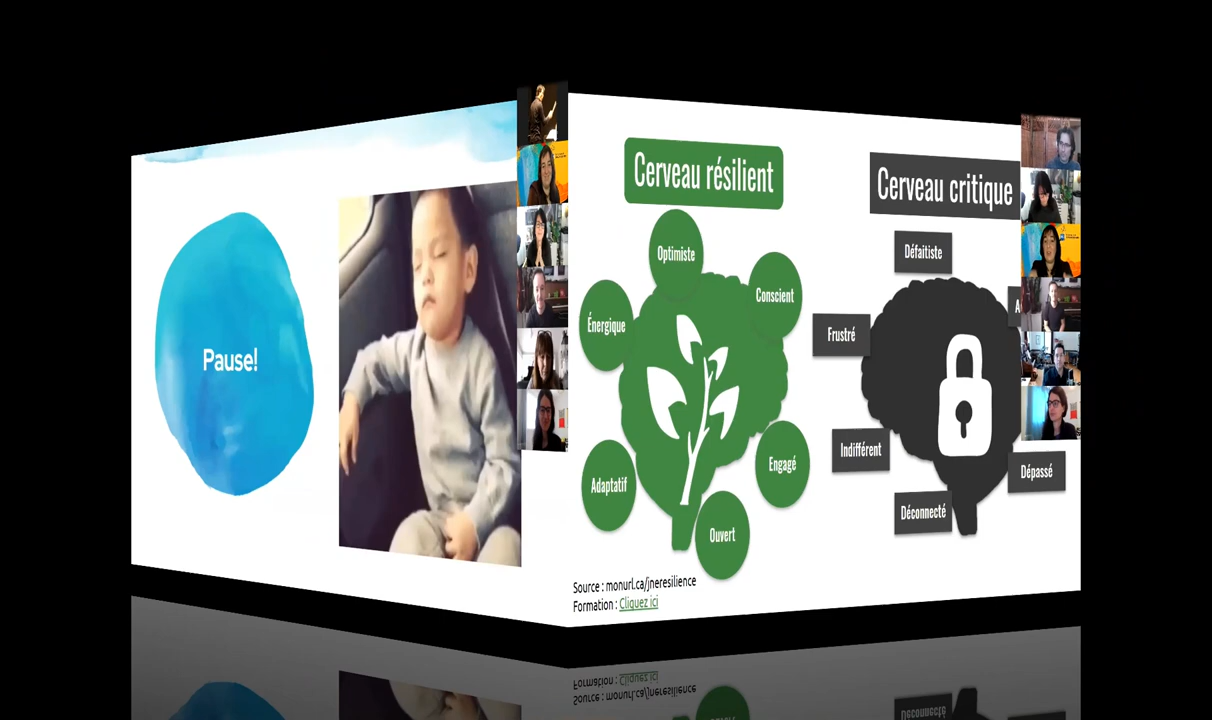 Pause!
Cerveau résilient
Optimiste
Conscient
Énergique
Adaptatif
Engagé
Ouvert
Source : monurl.ca/jneresilience
Formation : Cliquez ici
Cerveau critique
Défaitiste
Frustré
Indifférent
Dépassé
Déconnecté